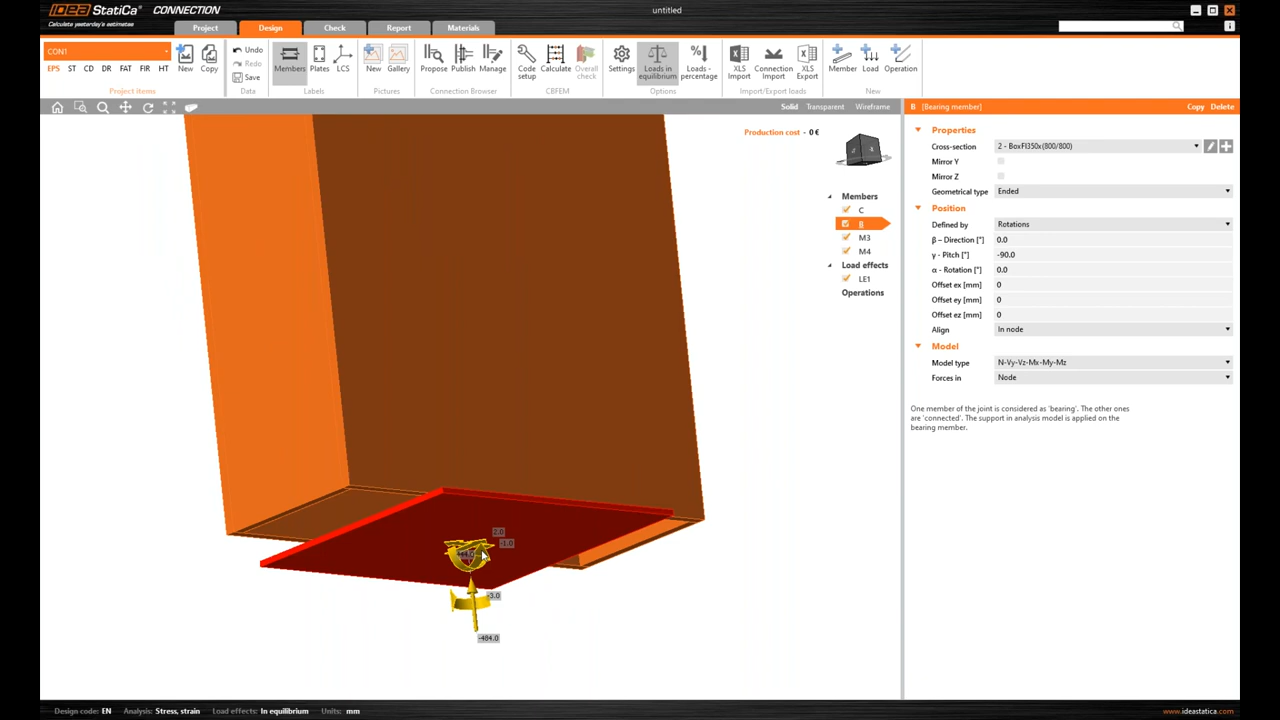 IDEA StatiCa® CONNECTION
Calculate yesterday's estimates
untitled
Project Design Check Report Materials
CON1
EPS ST CD DR FAT FIR HT
New Copy
Project items
Undo
Redo
Save
Data
Members Plates LCS
Labels
New Gallery
Pictures
Propose Publish Manage
Connection Browser
Code setup Calculate Overall check
CBFEM
Settings Loads in equilibrium Loads - percentage
Options
XLS Import Connection Import XLS Export
Import/Export loads
Member Load Operation
New
Solid Transparent Wireframe
Production cost - 0 €
Members
C
B
M3
M4
Load effects
LE1
Operations
2.0
-1.0
-3.0
-484.0
B [Bearing member] Copy Delete
Properties
Cross-section 2 - BoxFl350x(800/800)
Mirror Y
Mirror Z
Geometrical type Ended
Position
Defined by Rotations
β – Direction [°] 0.0
γ - Pitch [°] -90.0
α - Rotation [°] 0.0
Offset ex [mm] 0
Offset ey [mm] 0
Offset ez [mm] 0
Align In node
Model
Model type N-Vy-Vz-Mx-My-Mz
Forces in Node
One member of the joint is considered as 'bearing'. The other ones
are 'connected'. The support in analysis model is applied on the
bearing member.
Design code: EN Analysis: Stress, strain Load effects: In equilibrium Units: mm
www.ideastatica.com